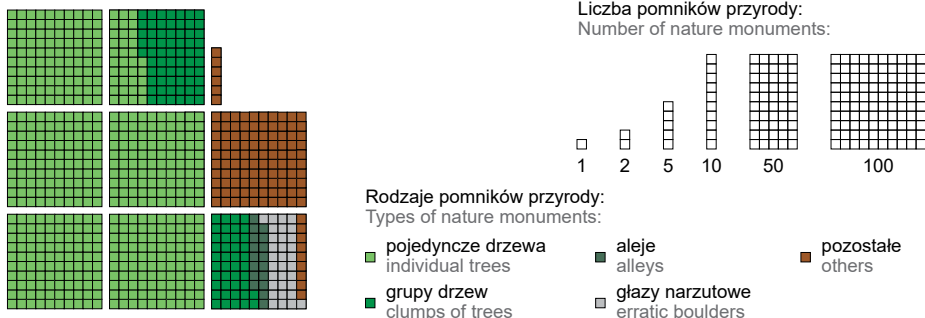 Liczba pomników przyrody:
Number of nature monuments:
1 2 5 10 50 100
Rodzaje pomników przyrody:
Types of nature monuments:
pojedyncze drzewa
individual trees
grupy drzew
clumps of trees
aleje
alleys
głazy narzutowe
erratic boulders
pozostałe
others